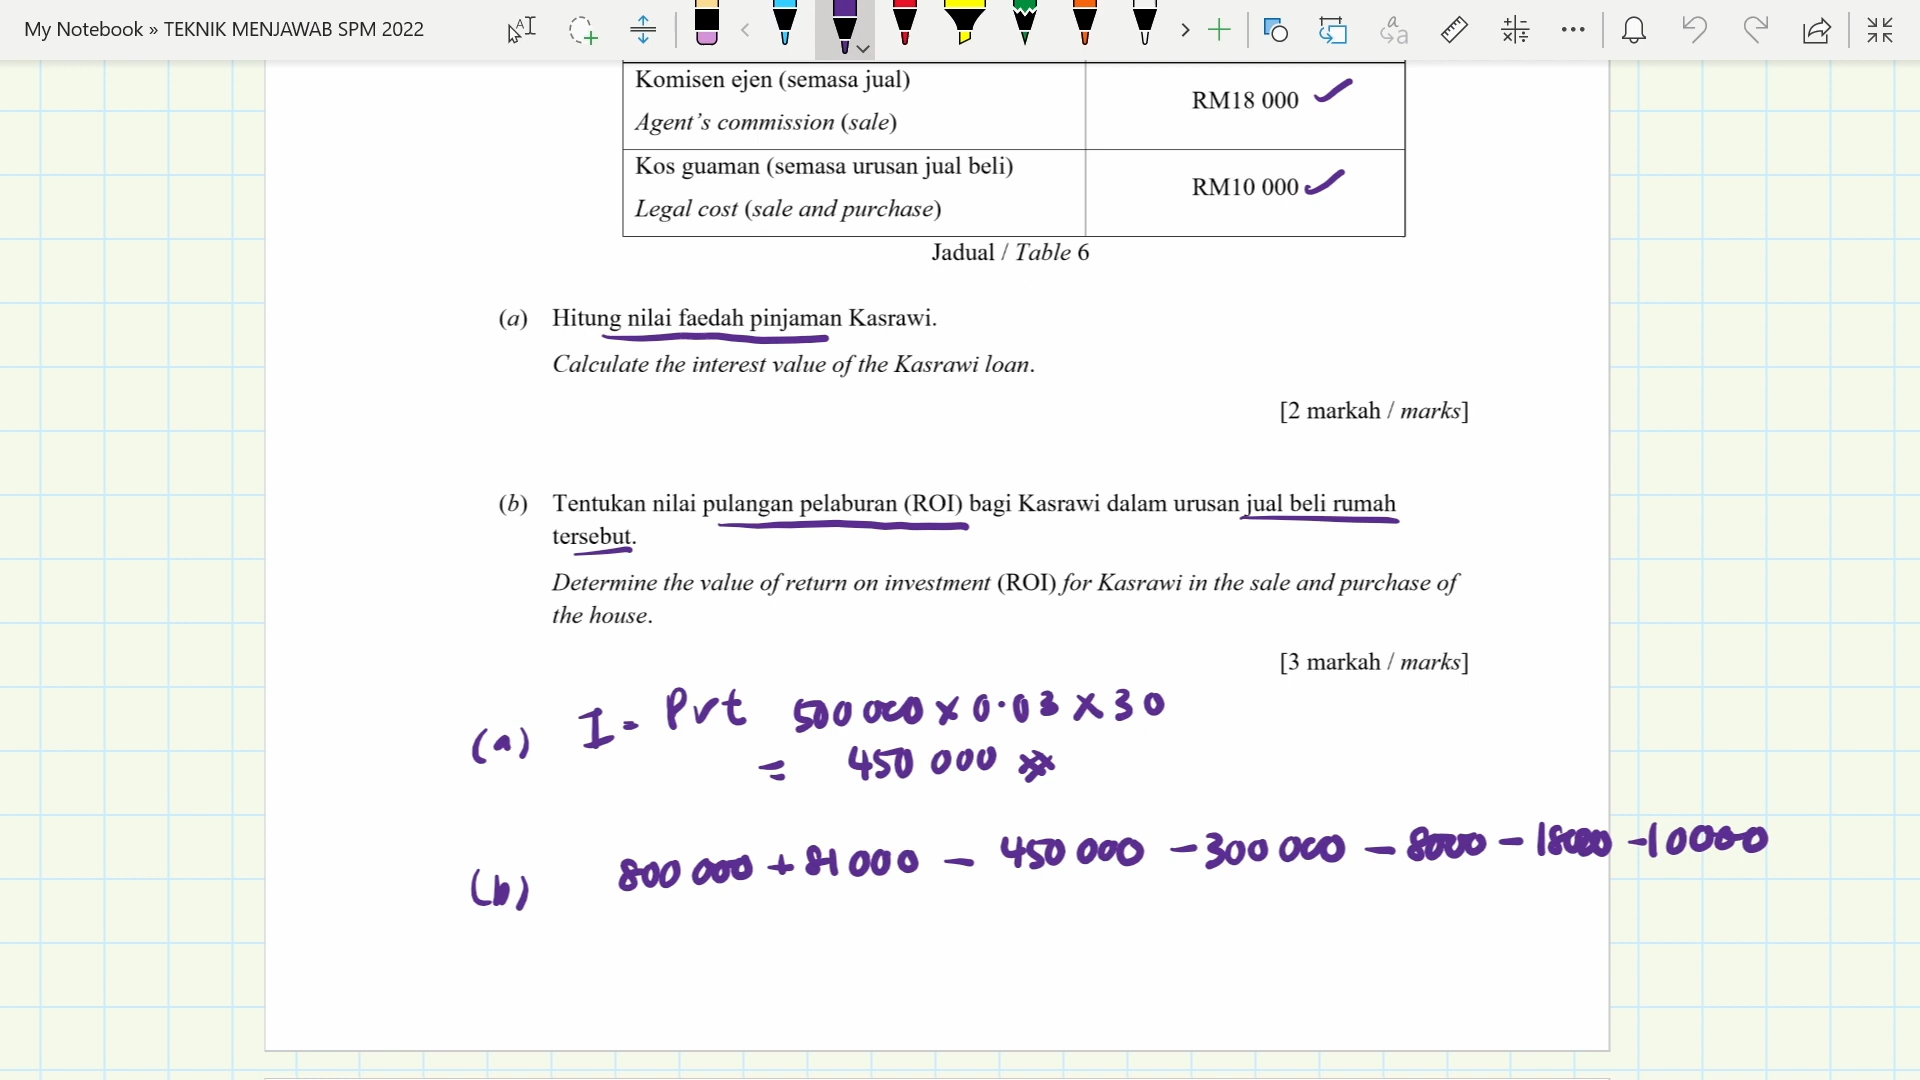 My Notebook » TEKNIK MENJAWAB SPM 2022
Komisen ejen (semasa jual)
Agent's commission (sale)
RM18 000
Kos guaman (semasa urusan jual beli)
Legal cost (sale and purchase)
RM10 000
Jadual / Table 6
(a) Hitung nilai faedah pinjaman Kasrawi.
Calculate the interest value of the Kasrawi loan.
[2 markah / marks]
(b) Tentukan nilai pulangan pelaburan (ROI) bagi Kasrawi dalam urusan jual beli rumah
tersebut.
Determine the value of return on investment (ROI) for Kasrawi in the sale and purchase of
the house.
[3 markah / marks]
(a) I = Prt 500 000 × 0.03 × 30
= 450 000
(b) 800 000 + 81 000 - 450 000 - 300 000 - 8000 - 18000 - 10000